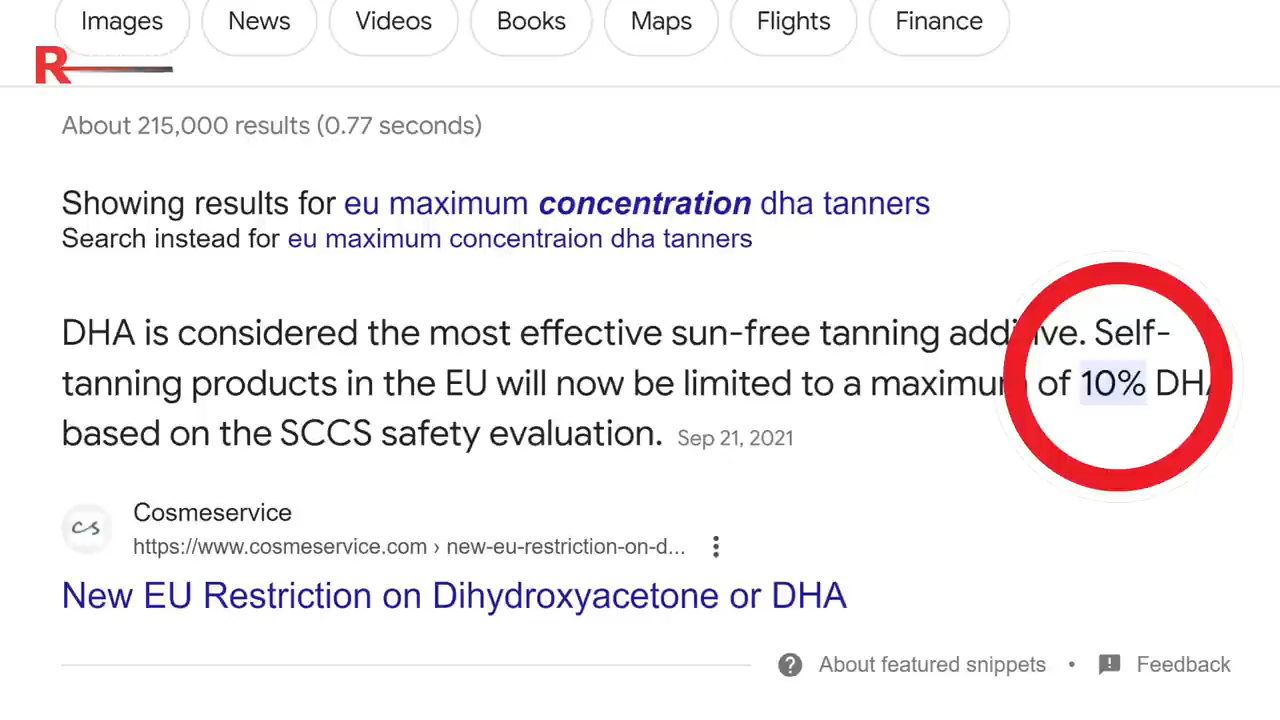 Images News Videos Books Maps Flights Finance
R
About 215,000 results (0.77 seconds)
Showing results for eu maximum concentration dha tanners
Search instead for eu maximum concentraion dha tanners
DHA is considered the most effective sun-free tanning additive. Self-
tanning products in the EU will now be limited to a maximum of 10% DHA
based on the SCCS safety evaluation. Sep 21, 2021
cs
Cosmeservice
https://www.cosmeservice.com › new-eu-restriction-on-d...
New EU Restriction on Dihydroxyacetone or DHA
About featured snippets • Feedback